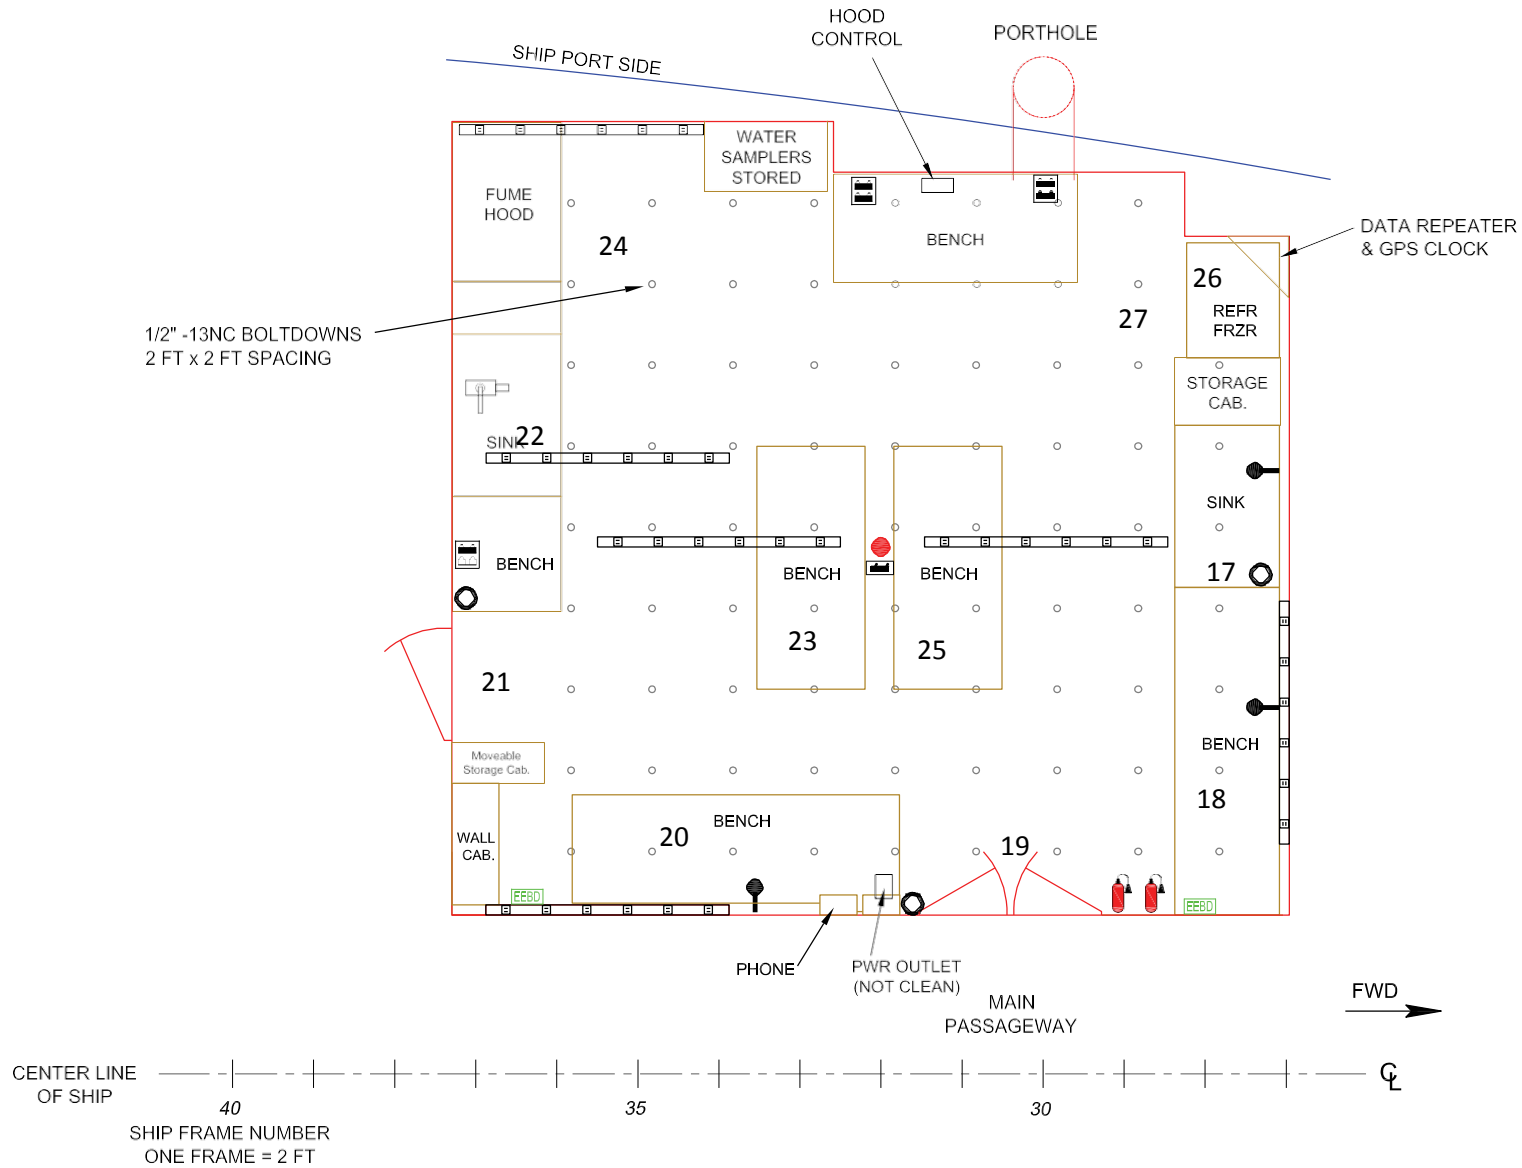 HOOD
CONTROL
PORTHOLE
SHIP PORT SIDE
WATER
SAMPLERS
STORED
FUME
HOOD
24
BENCH
DATA REPEATER
& GPS CLOCK
26
REFR
FRZR
27
1/2" -13NC BOLTDOWNS
2 FT x 2 FT SPACING
STORAGE
CAB.
SINK
22
SINK
BENCH
BENCH
BENCH
17
23
25
21
BENCH
Moveable
Storage Cab.
18
20
BENCH
WALL
CAB.
19
EEBD
EEBD
PHONE
PWR OUTLET
(NOT CLEAN)
MAIN
PASSAGEWAY
FWD
CENTER LINE
OF SHIP
CL
40
35
30
SHIP FRAME NUMBER
ONE FRAME = 2 FT